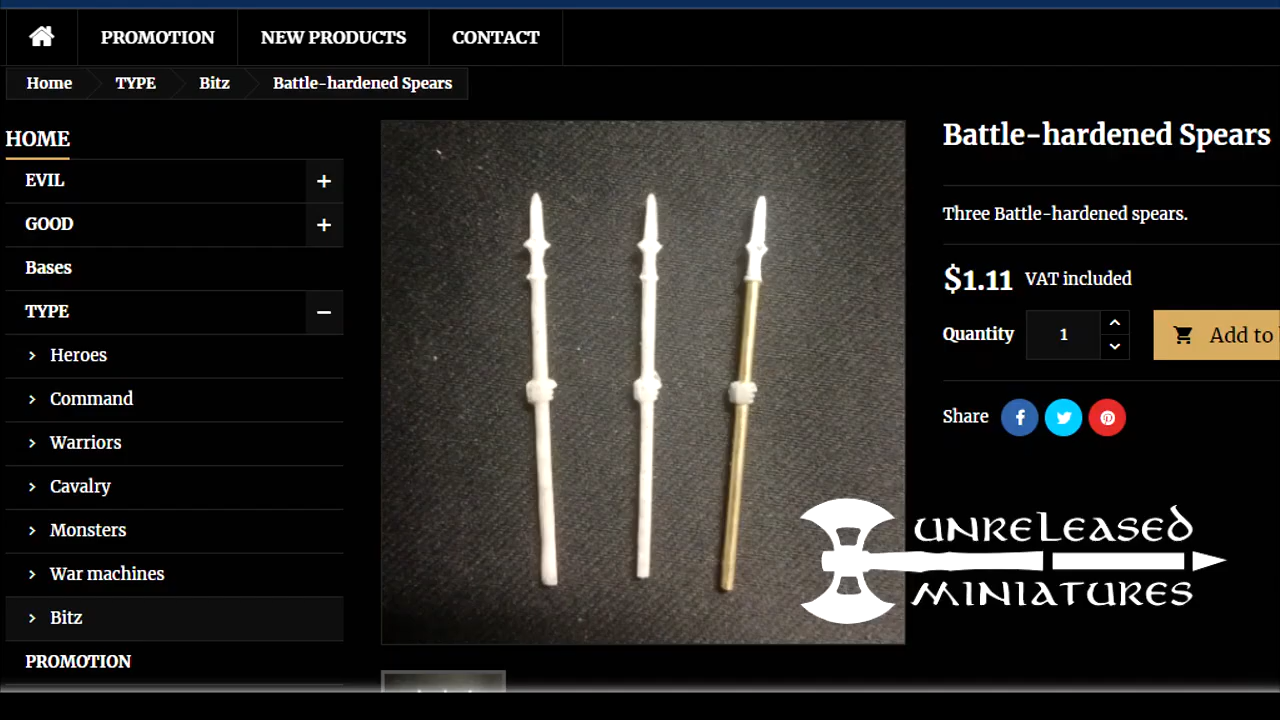 PROMOTION NEW PRODUCTS CONTACT
Home TYPE Bitz Battle-hardened Spears
HOME
EVIL +
GOOD +
Bases
TYPE −
> Heroes
> Command
> Warriors
> Cavalry
> Monsters
> War machines
> Bitz
PROMOTION
Battle-hardened Spears
Three Battle-hardened spears.
$1.11 VAT included
Quantity 1 Add to
Share
UNRELEASED
MINIATURES